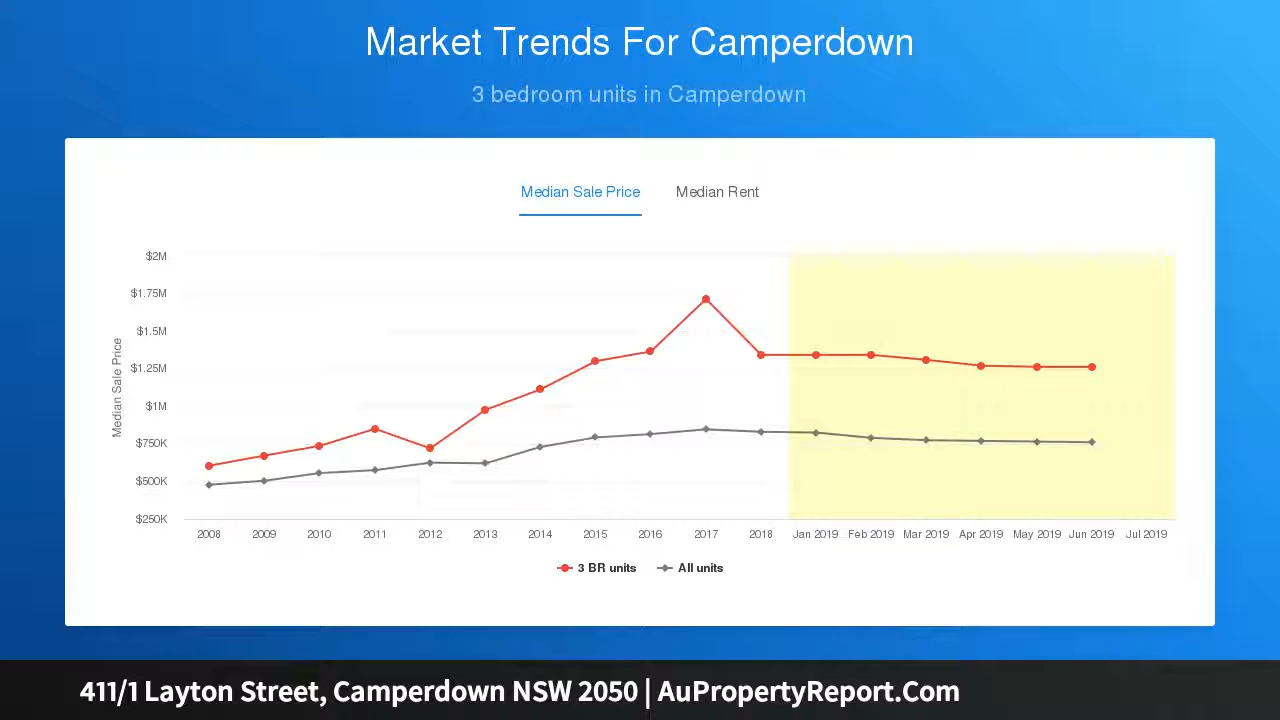 Market Trends For Camperdown
3 bedroom units in Camperdown
Median Sale Price Median Rent
Median Sale Price
$2M
$1.75M
$1.5M
$1.25M
$1M
$750K
$500K
$250K
2008 2009 2010 2011 2012 2013 2014 2015 2016 2017 2018 Jan 2019 Feb 2019 Mar 2019 Apr 2019 May 2019 Jun 2019 Jul 2019
3 BR units All units
411/1 Layton Street, Camperdown NSW 2050 | AuPropertyReport.Com